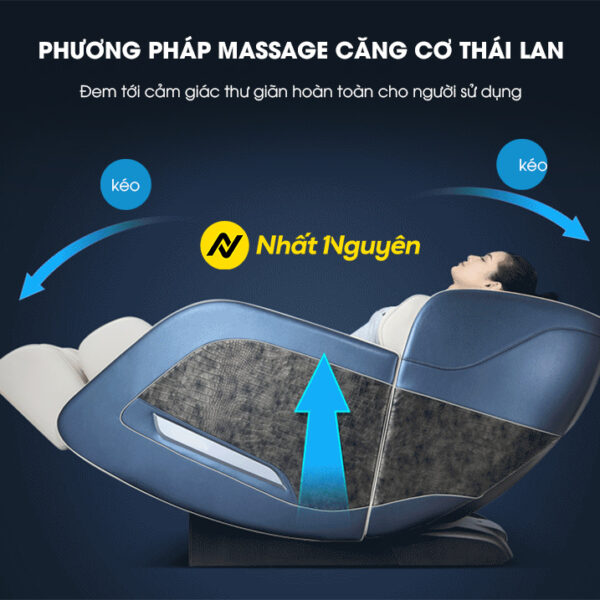 PHƯƠNG PHÁP MASSAGE CĂNG CƠ THÁI LAN
Đem tới cảm giác thư giãn hoàn toàn cho người sử dụng
kéo
kéo
Nhất Nguyên